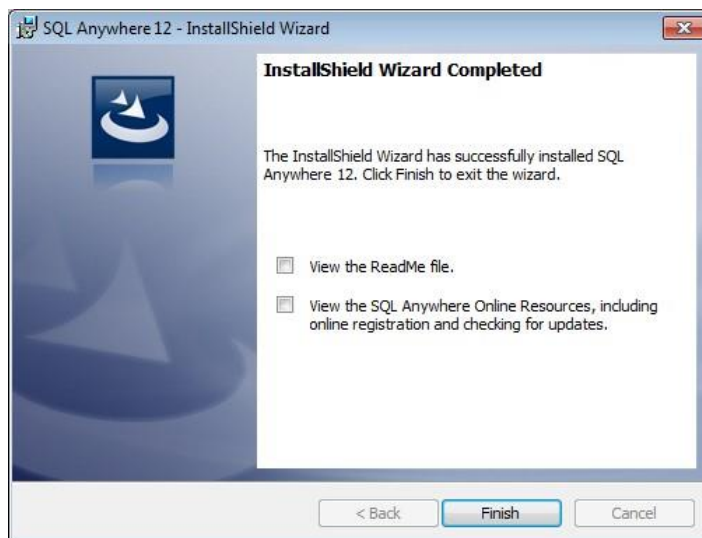 SQL Anywhere 12 - InstallShield Wizard
InstallShield Wizard Completed
The InstallShield Wizard has successfully installed SQL
Anywhere 12. Click Finish to exit the wizard.
View the ReadMe file.
View the SQL Anywhere Online Resources, including
online registration and checking for updates.
< Back
Finish
Cancel